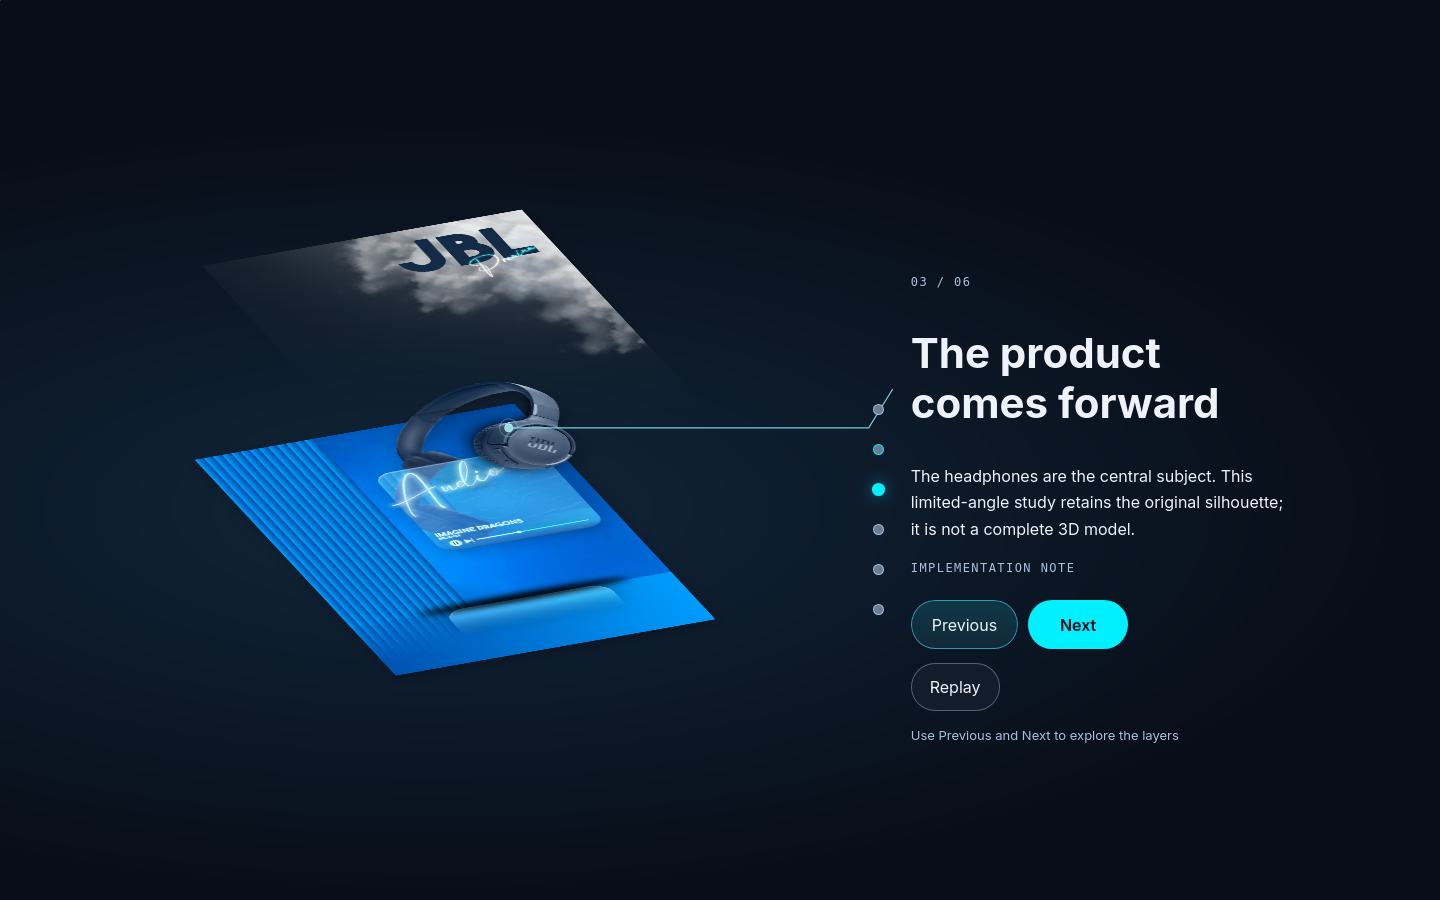 JBL
Premium
JBL
Audio
IMAGINE DRAGONS
03 / 06
The product
comes forward
The headphones are the central subject. This
limited-angle study retains the original silhouette;
it is not a complete 3D model.
IMPLEMENTATION NOTE
Previous
Next
Replay
Use Previous and Next to explore the layers